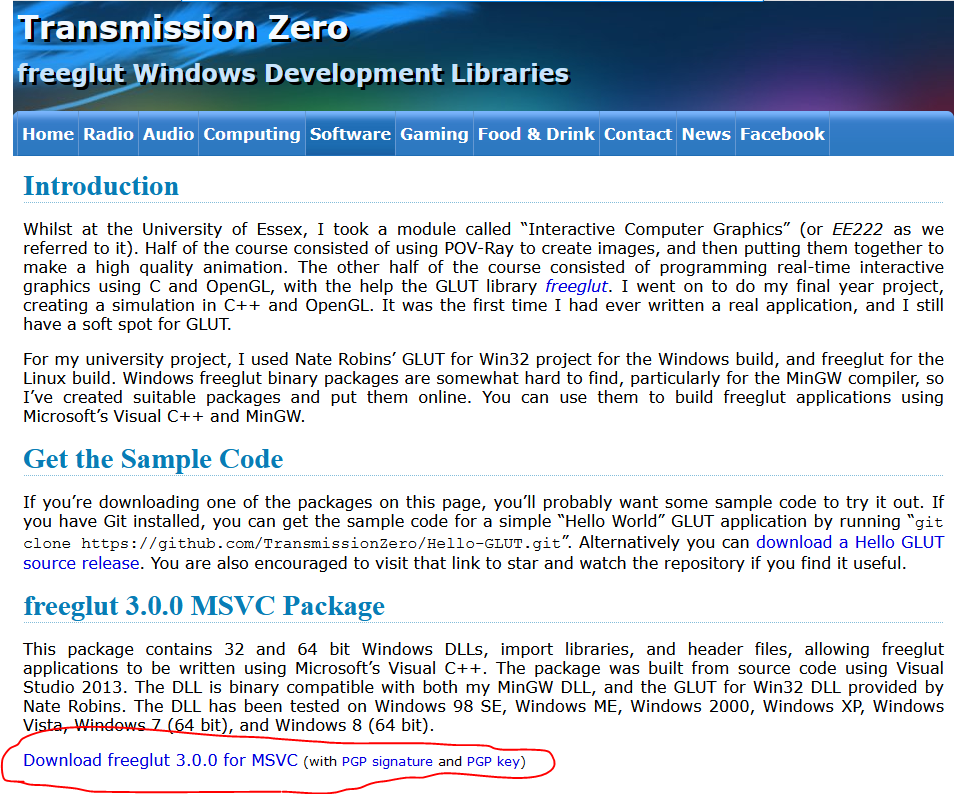 Transmission Zero
freeglut Windows Development Libraries
Home Radio Audio Computing Software Gaming Food & Drink Contact News Facebook
Introduction
Whilst at the University of Essex, I took a module called “Interactive Computer Graphics” (or EE222 as we
referred to it). Half of the course consisted of using POV-Ray to create images, and then putting them together to
make a high quality animation. The other half of the course consisted of programming real-time interactive
graphics using C and OpenGL, with the help the GLUT library freeglut. I went on to do my final year project,
creating a simulation in C++ and OpenGL. It was the first time I had ever written a real application, and I still
have a soft spot for GLUT.
For my university project, I used Nate Robins’ GLUT for Win32 project for the Windows build, and freeglut for the
Linux build. Windows freeglut binary packages are somewhat hard to find, particularly for the MinGW compiler, so
I’ve created suitable packages and put them online. You can use them to build freeglut applications using
Microsoft’s Visual C++ and MinGW.
Get the Sample Code
If you’re downloading one of the packages on this page, you’ll probably want some sample code to try it out. If
you have Git installed, you can get the sample code for a simple “Hello World” GLUT application by running “git
clone https://github.com/TransmissionZero/Hello-GLUT.git”. Alternatively you can download a Hello GLUT
source release. You are also encouraged to visit that link to star and watch the repository if you find it useful.
freeglut 3.0.0 MSVC Package
This package contains 32 and 64 bit Windows DLLs, import libraries, and header files, allowing freeglut
applications to be written using Microsoft’s Visual C++. The package was built from source code using Visual
Studio 2013. The DLL is binary compatible with both my MinGW DLL, and the GLUT for Win32 DLL provided by
Nate Robins. The DLL has been tested on Windows 98 SE, Windows ME, Windows 2000, Windows XP, Windows
Vista, Windows 7 (64 bit), and Windows 8 (64 bit).
Download freeglut 3.0.0 for MSVC (with PGP signature and PGP key)